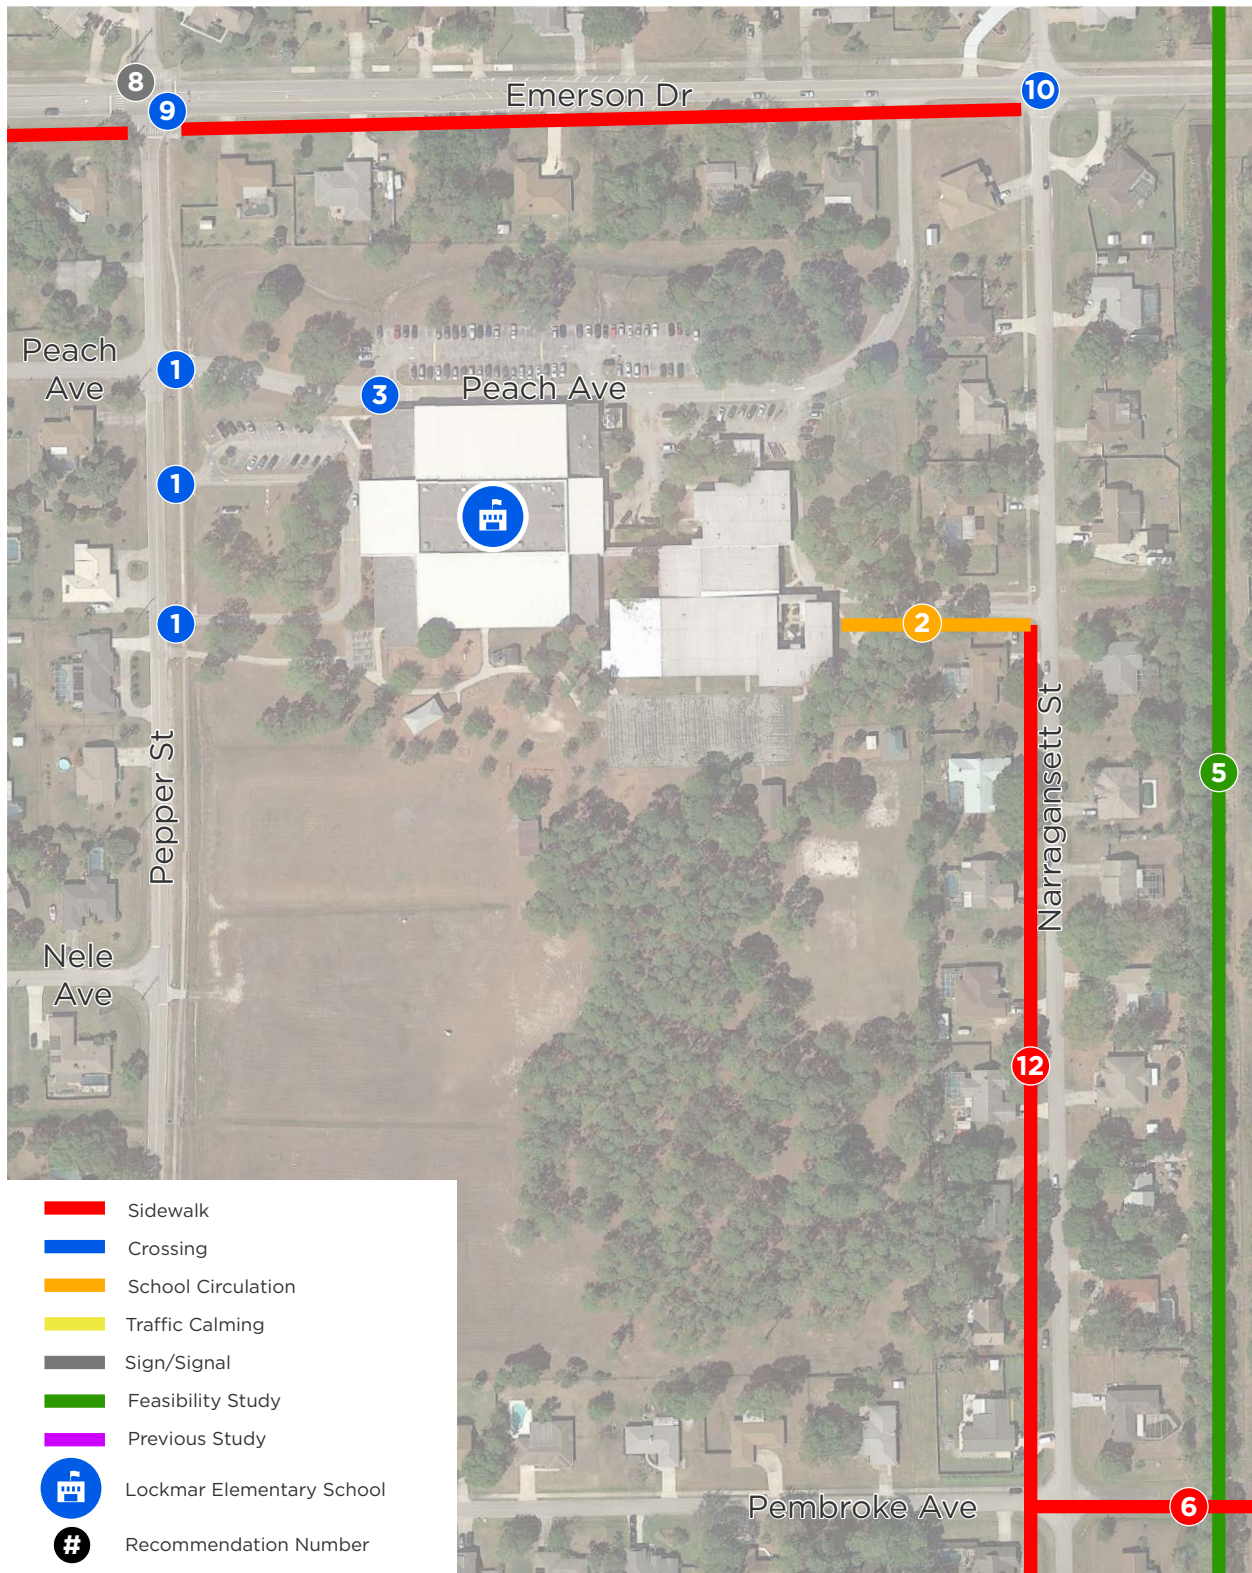 8
9
Emerson Dr
10
Peach
Ave
1
3
Peach Ave
1
1
2
Narragansett St
Pepper St
5
Nele
Ave
12
Sidewalk
Crossing
School Circulation
Traffic Calming
Sign/Signal
Feasibility Study
Previous Study
Lockmar Elementary School
# Recommendation Number
Pembroke Ave
6